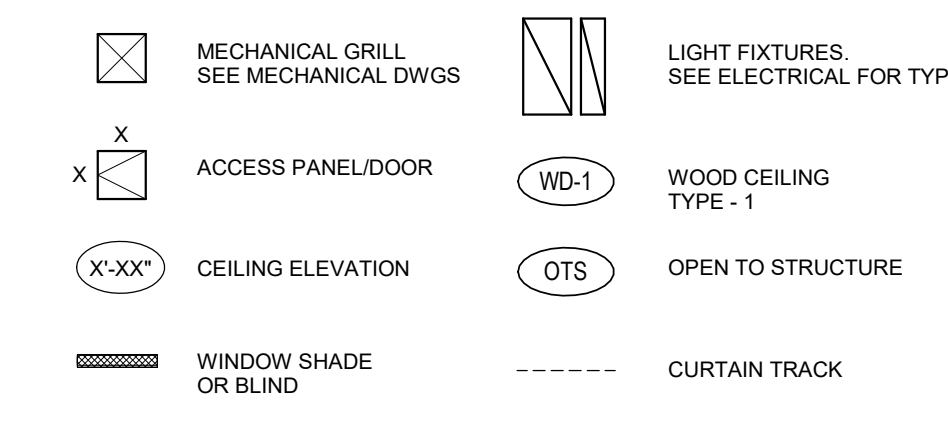 MECHANICAL GRILL
SEE MECHANICAL DWGS
LIGHT FIXTURES.
SEE ELECTRICAL FOR TYP
X
X
ACCESS PANEL/DOOR
WD-1
WOOD CEILING
TYPE - 1
X'-XX"
CEILING ELEVATION
OTS
OPEN TO STRUCTURE
WINDOW SHADE
OR BLIND
CURTAIN TRACK